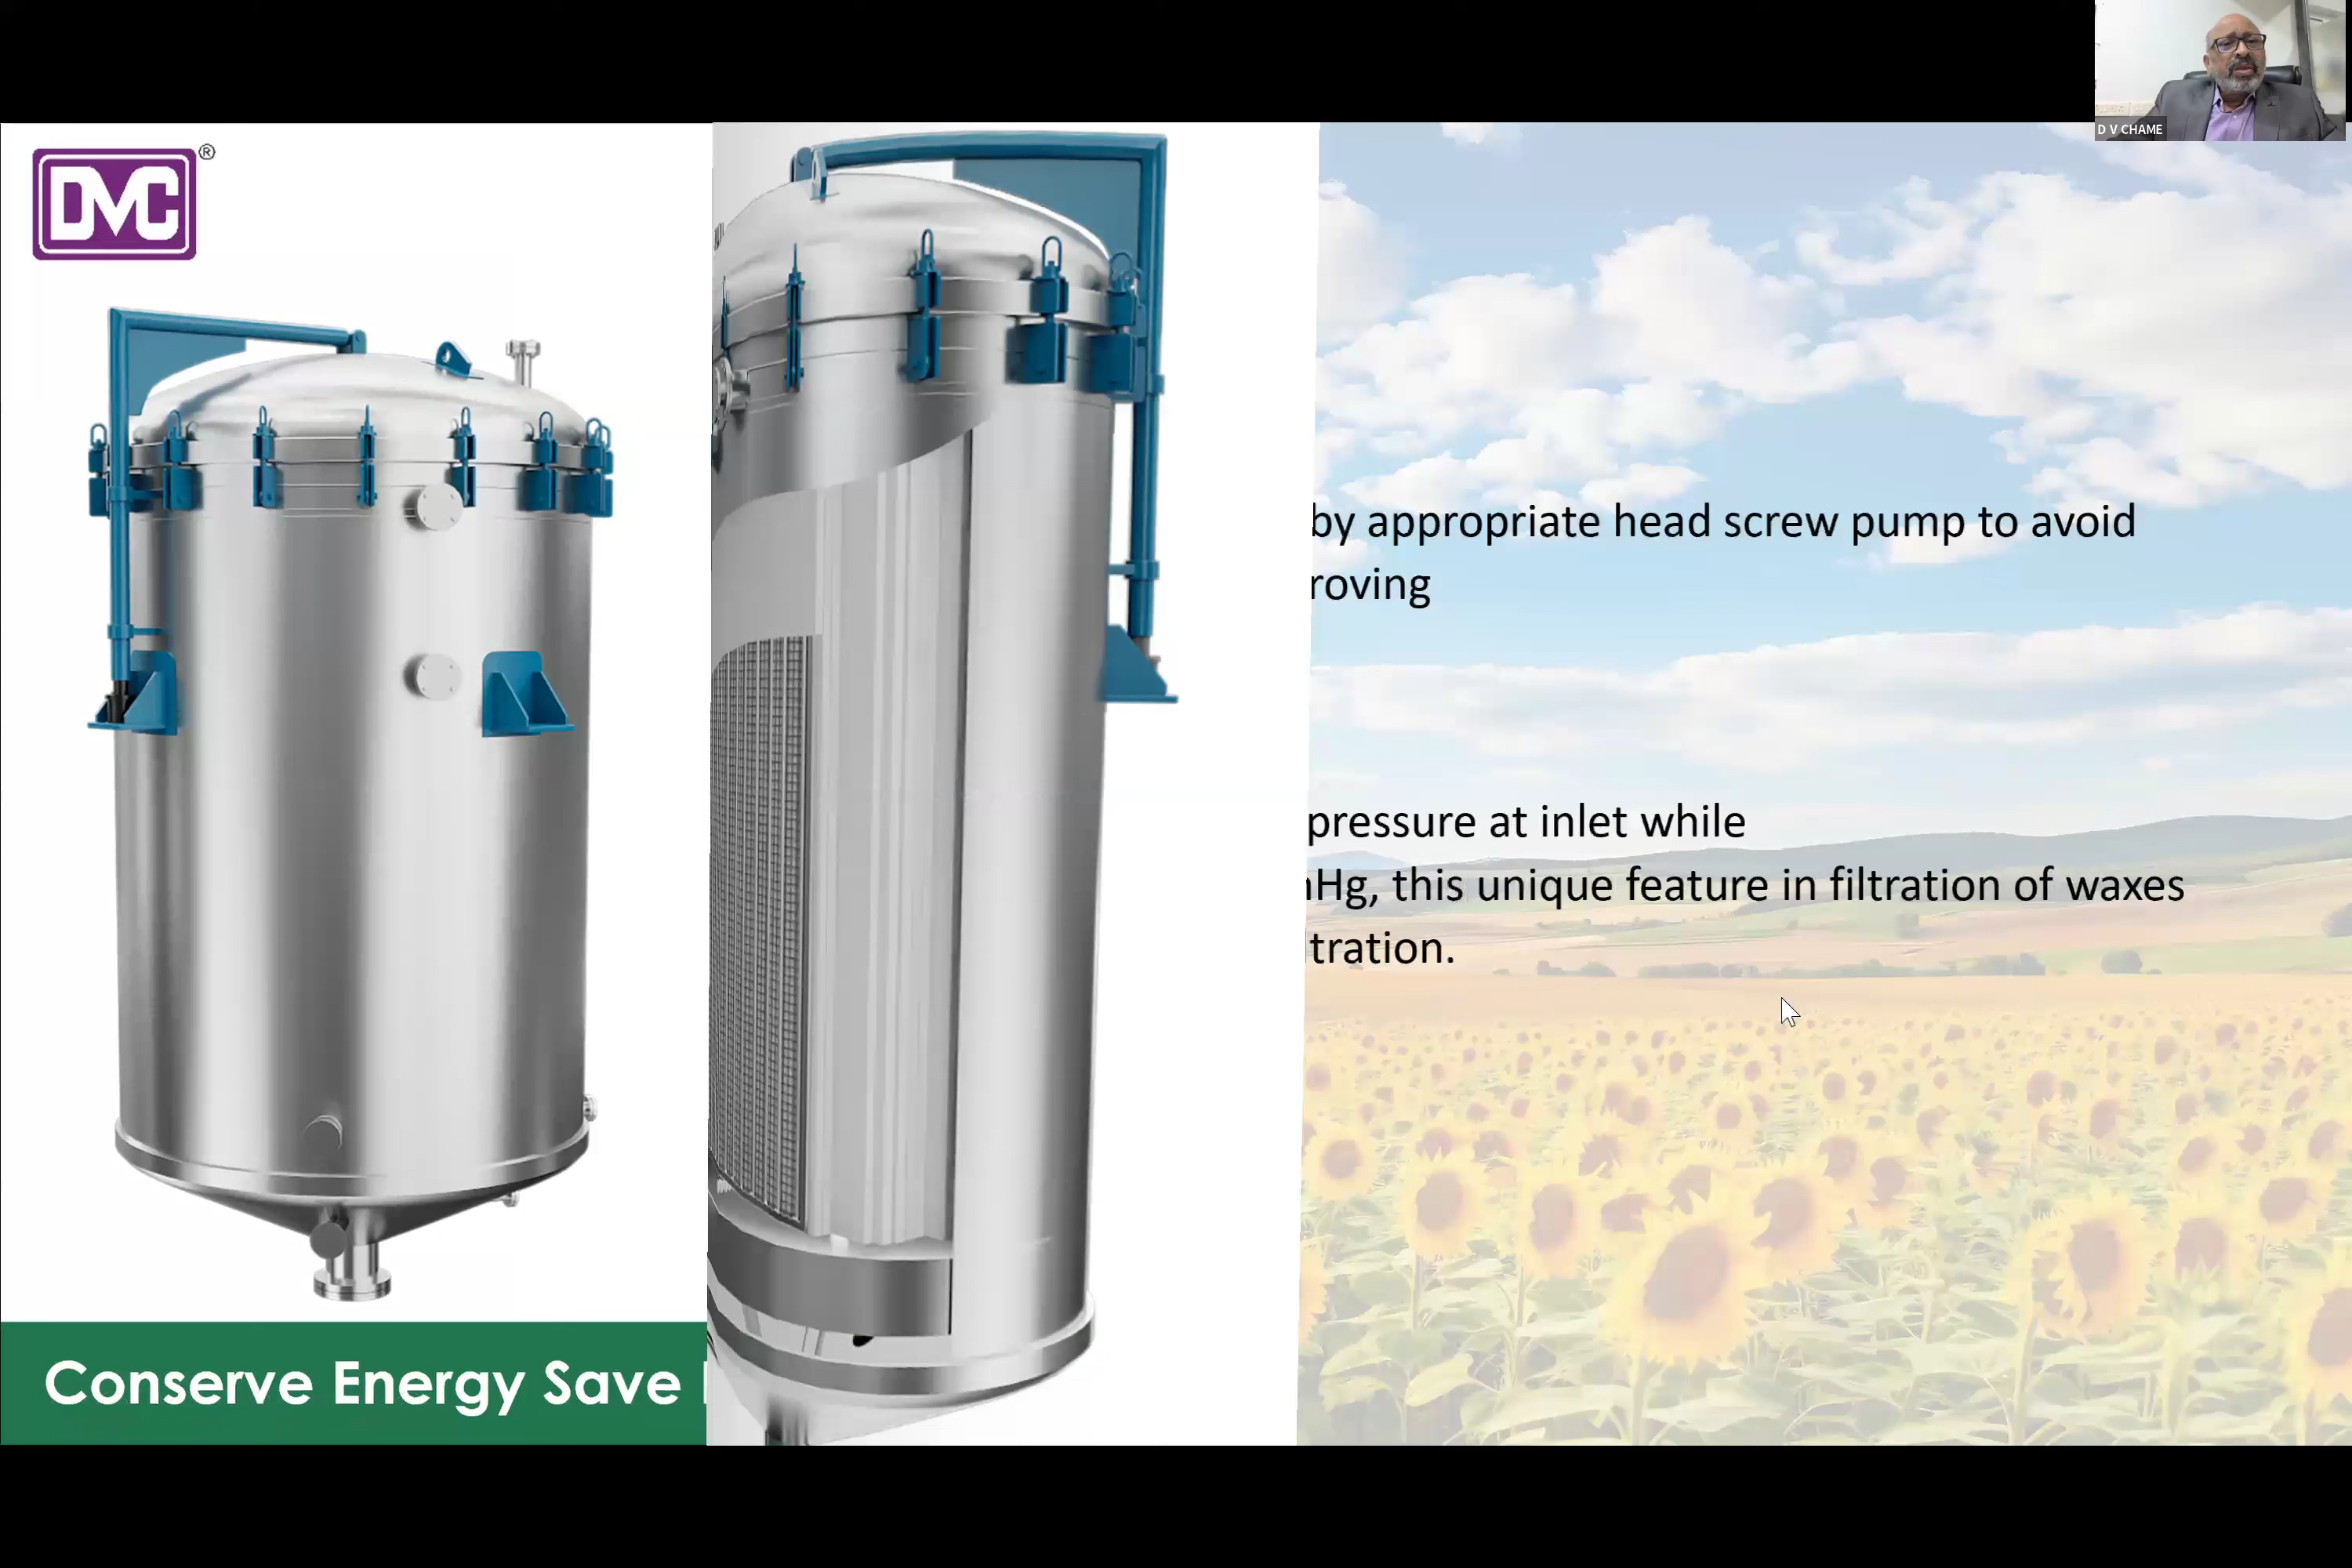 D V CHAME
DVC ®
by appropriate head screw pump to avoid
roving
pressure at inlet while
Hg, this unique feature in filtration of waxes
tration.
Conserve Energy Save